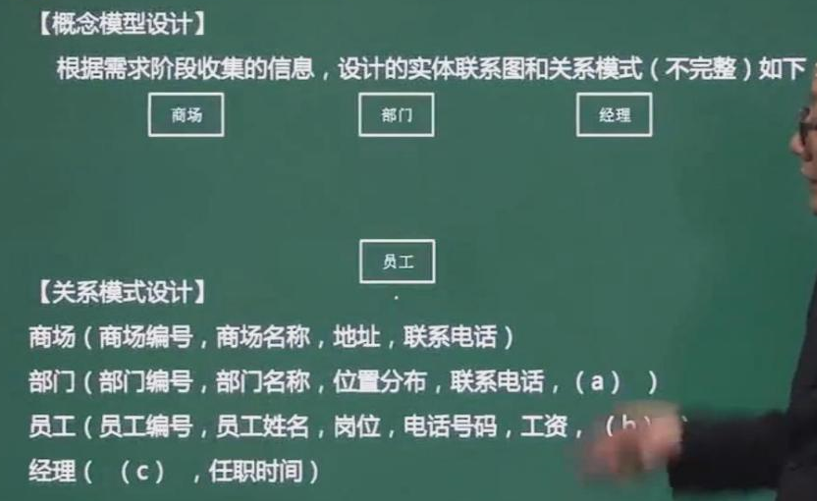 【概念模型设计】
根据需求阶段收集的信息，设计的实体联系图和关系模式（不完整）如下
商场 部门 经理
员工
【关系模式设计】
商场（商场编号，商场名称，地址，联系电话）
部门（部门编号，部门名称，位置分布，联系电话，（a） ）
员工（员工编号，员工姓名，岗位，电话号码，工资，（b） ）
经理（ （c） ，任职时间）